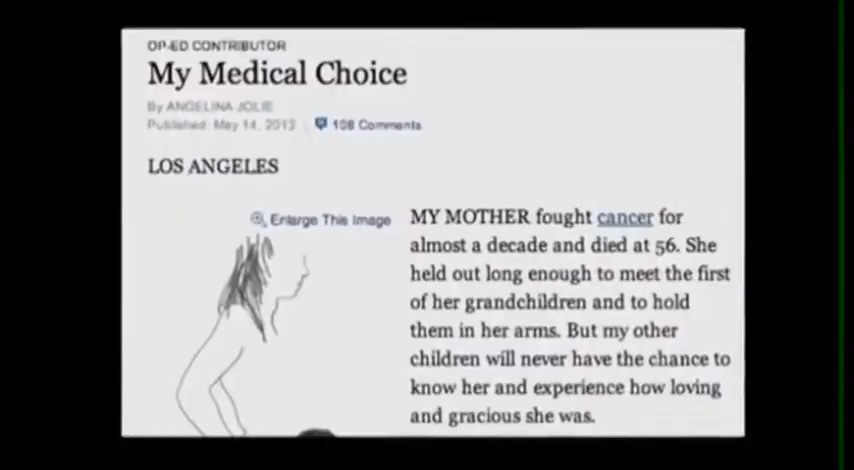 OP-ED CONTRIBUTOR
My Medical Choice
By ANGELINA JOLIE
Published: May 14, 2013 | 108 Comments
LOS ANGELES
Enlarge This Image
MY MOTHER fought cancer for
almost a decade and died at 56. She
held out long enough to meet the first
of her grandchildren and to hold
them in her arms. But my other
children will never have the chance to
know her and experience how loving
and gracious she was.